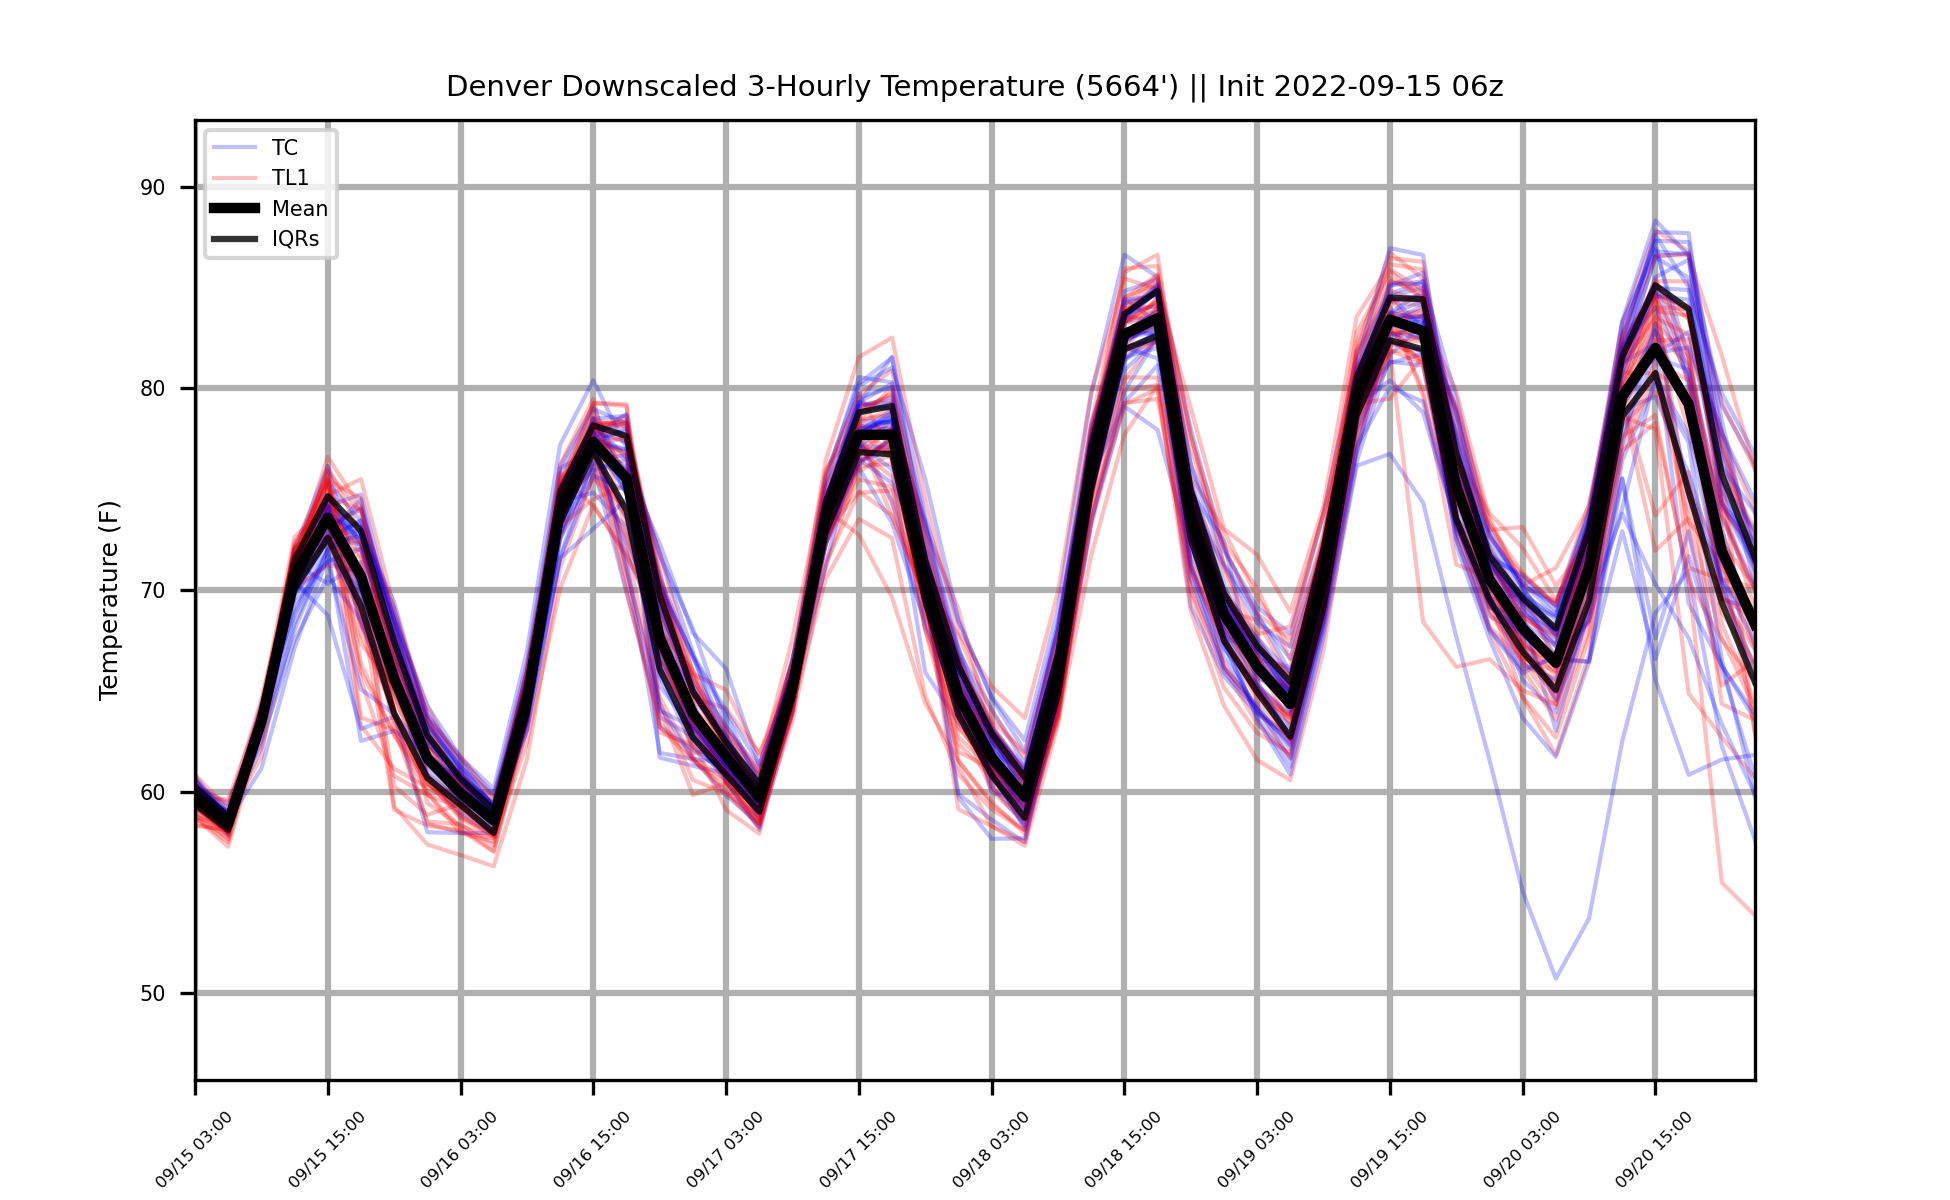 Denver Downscaled 3-Hourly Temperature (5664') || Init 2022-09-15 06z
TC
TL1
Mean
IQRs
Temperature (F)
90
80
70
60
50
09/15 03:00
09/15 15:00
09/16 03:00
09/16 15:00
09/17 03:00
09/17 15:00
09/18 03:00
09/18 15:00
09/19 03:00
09/19 15:00
09/20 03:00
09/20 15:00